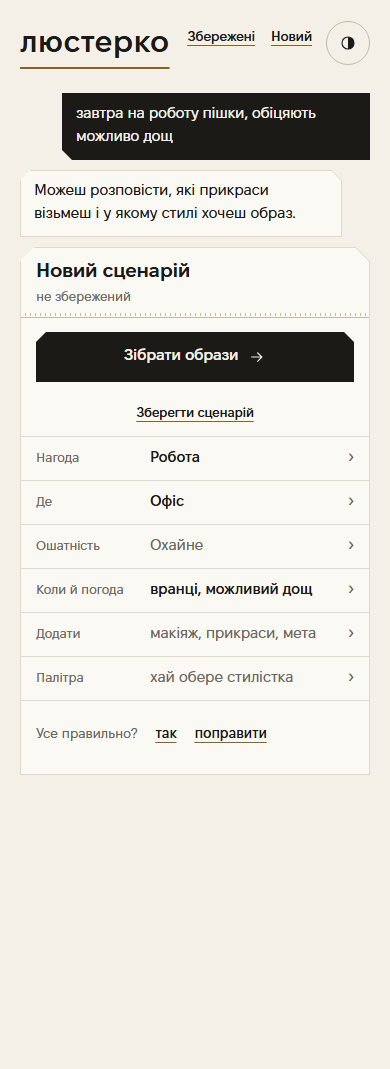 люстерко
Збережені
Новий
завтра на роботу пішки, обіцяють
можливо дощ
Можеш розповісти, які прикраси
візьмеш і у якому стилі хочеш образ.
Новий сценарій
не збережений
Зібрати образи →
Зберегти сценарій
Нагода Робота
Де Офіс
Ошатність Охайне
Коли й погода вранці, можливий дощ
Додати макіяж, прикраси, мета
Палітра хай обере стилістка
Усе правильно? так поправити